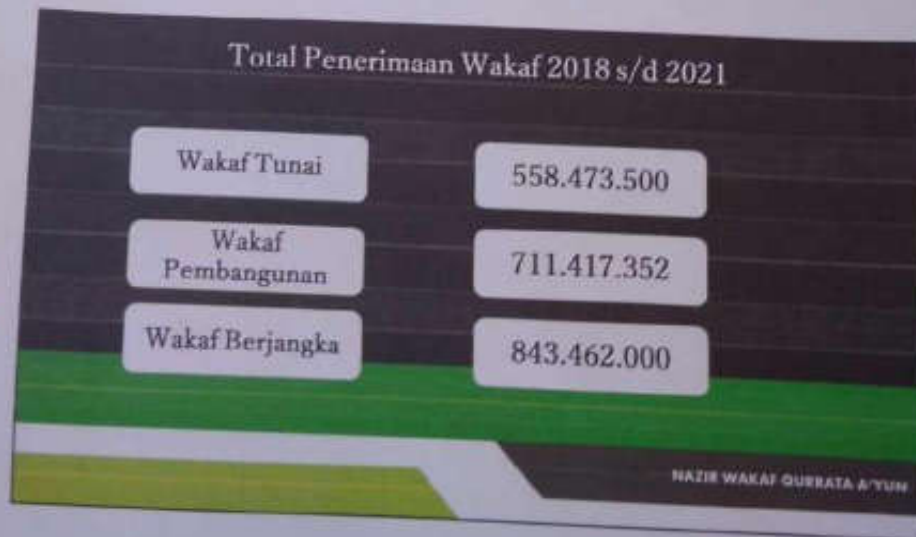 Total Penerimaan Wakaf 2018 s/d 2021
Wakaf Tunai
558.473.500
Wakaf
Pembangunan
711.417.352
Wakaf Berjangka
843.462.000
NAZIR WAKAF QURRATA A'YUN